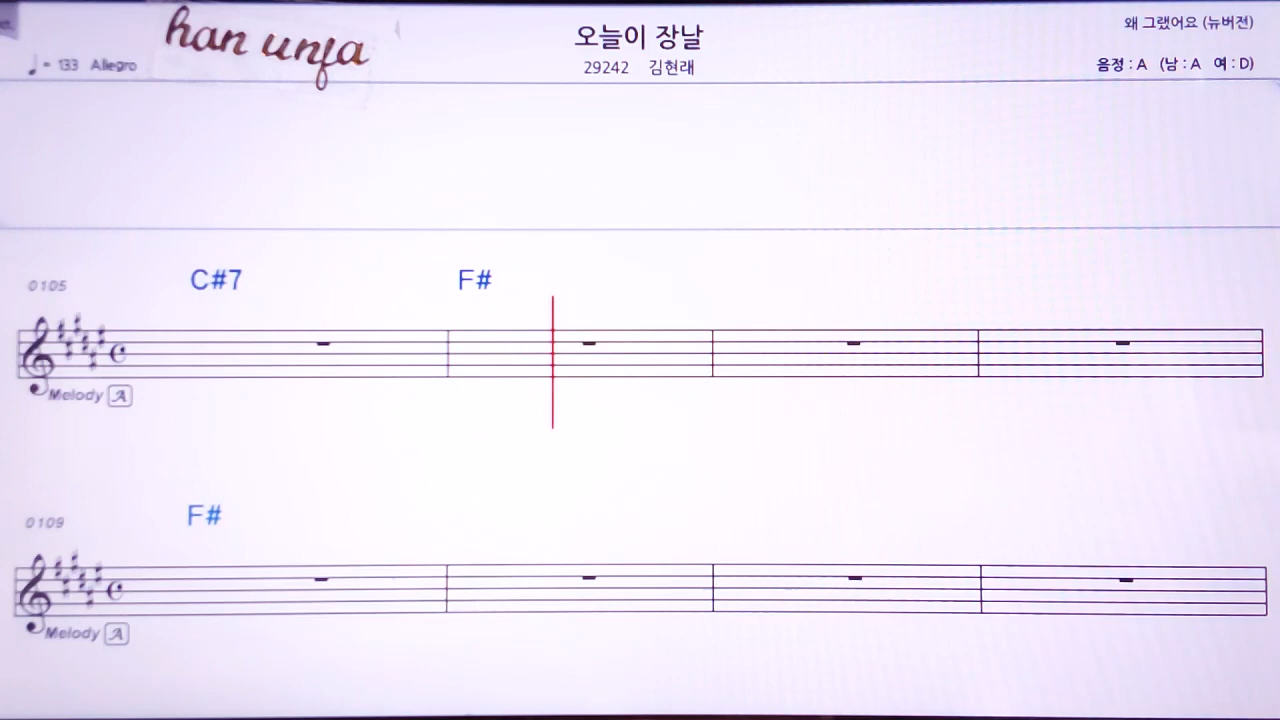 han unfa
오늘이 장날
왜 그랬어요 (뉴버전)
♩= 133 Allegro
29242 김현래
음정 : A (남 : A 여 : D)
0105 C#7 F#
Melody A
0109 F#
Melody A